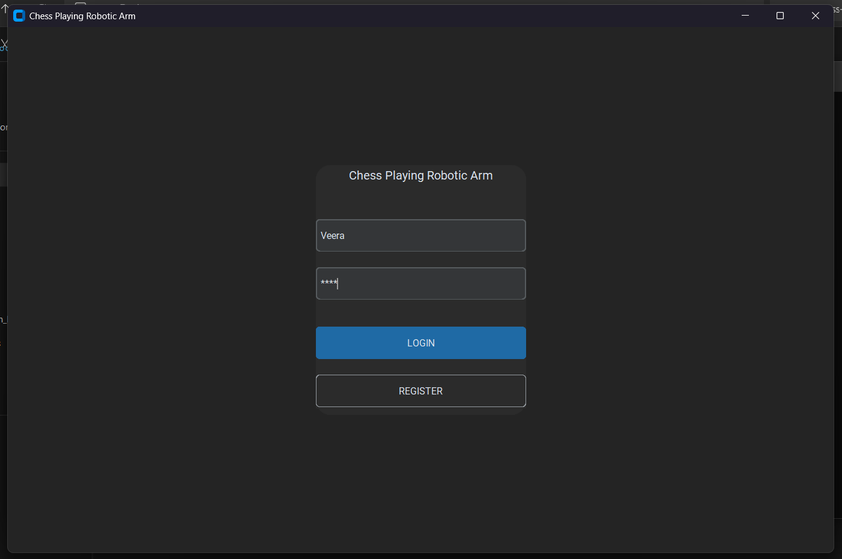 Chess Playing Robotic Arm
Chess Playing Robotic Arm
Veera
****
LOGIN
REGISTER